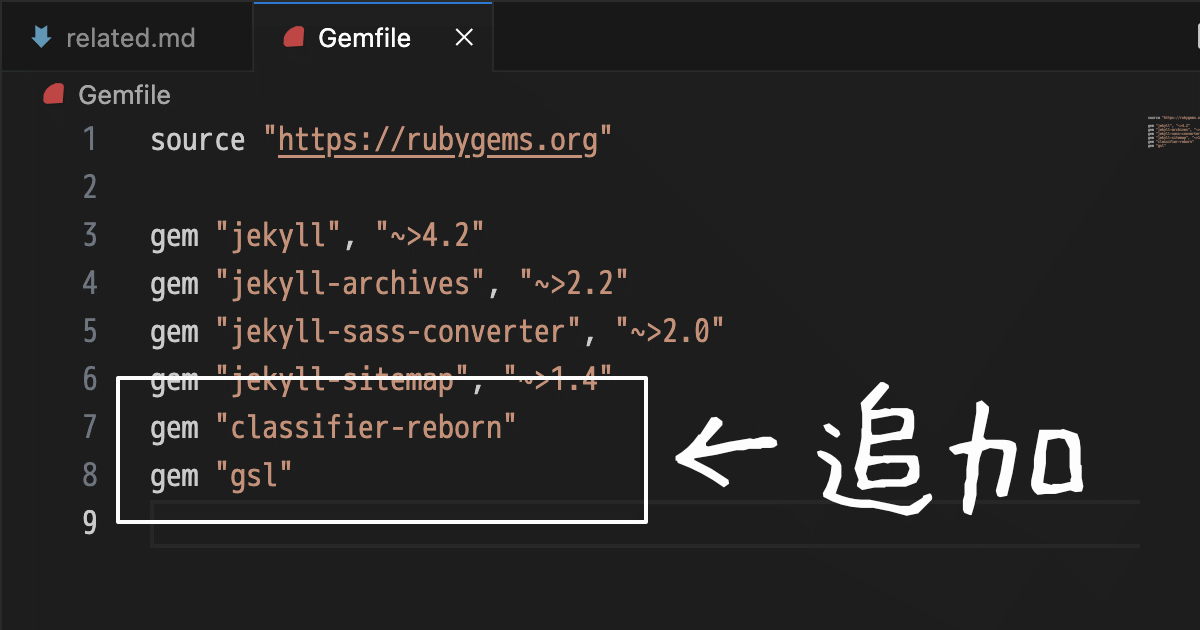 related.md
Gemfile
Gemfile
1 source "https://rubygems.org"
2
3 gem "jekyll", "~>4.2"
4 gem "jekyll-archives", "~>2.2"
5 gem "jekyll-sass-converter", "~>2.0"
6 gem "jekyll-sitemap", "~>1.4"
7 gem "classifier-reborn"
8 gem "gsl"
9
← 追加